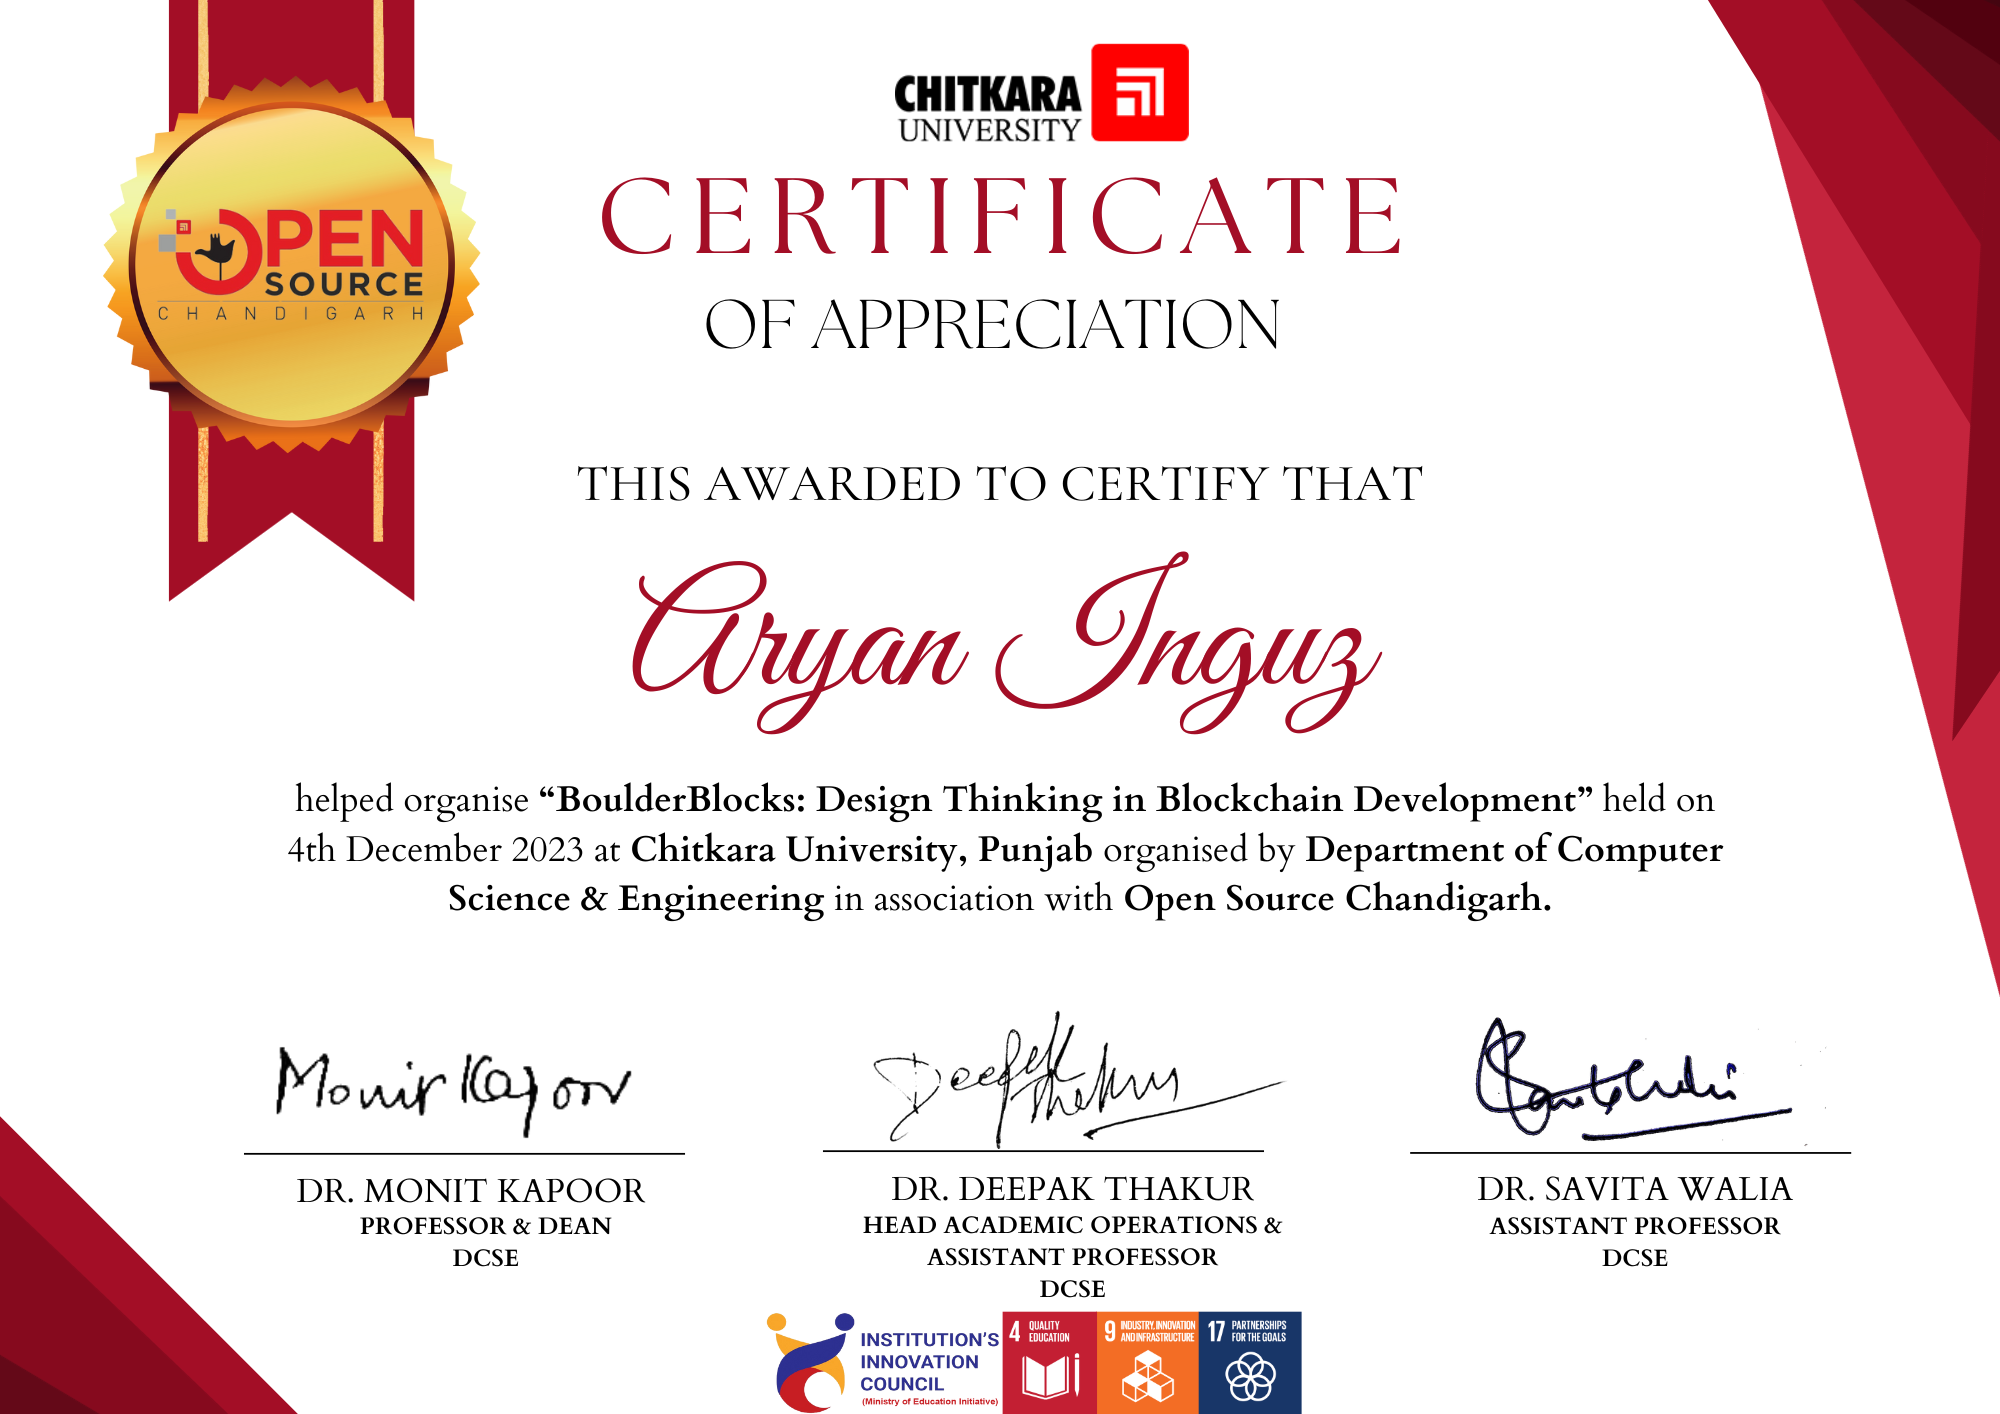 CHITKARA
UNIVERSITY
OPEN
SOURCE
CHANDIGARH
CERTIFICATE
OF APPRECIATION
THIS AWARDED TO CERTIFY THAT
Aryan Inguz
helped organise “BoulderBlocks: Design Thinking in Blockchain Development” held on
4th December 2023 at Chitkara University, Punjab organised by Department of Computer
Science & Engineering in association with Open Source Chandigarh.
Monit Kapoor
Deepak
Thakur
DR. MONIT KAPOOR
PROFESSOR & DEAN
DCSE
DR. DEEPAK THAKUR
HEAD ACADEMIC OPERATIONS &
ASSISTANT PROFESSOR
DCSE
DR. SAVITA WALIA
ASSISTANT PROFESSOR
DCSE
INSTITUTION'S
INNOVATION
COUNCIL
(Ministry of Education Initiative)
4 QUALITY
EDUCATION
9 INDUSTRY, INNOVATION
AND INFRASTRUCTURE
17 PARTNERSHIPS
FOR THE GOALS